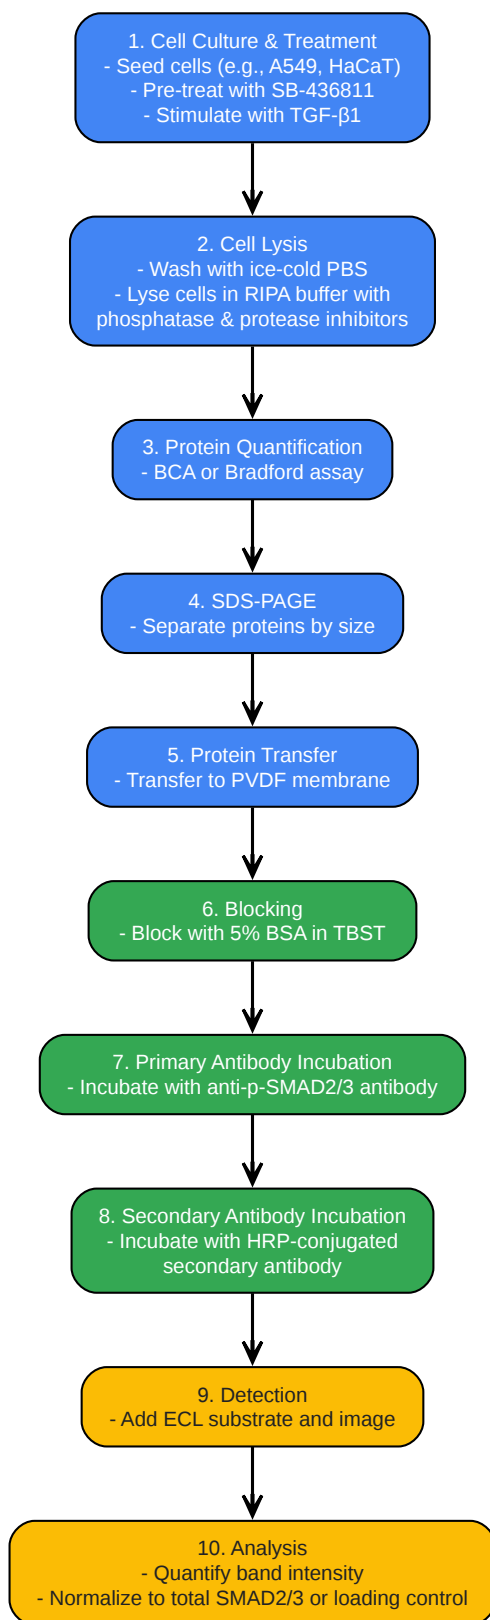 1. Cell Culture & Treatment
- Seed cells (e.g., A549, HaCaT)
- Pre-treat with SB-436811
- Stimulate with TGF-β1
2. Cell Lysis
- Wash with ice-cold PBS
- Lyse cells in RIPA buffer with
phosphatase & protease inhibitors
3. Protein Quantification
- BCA or Bradford assay
4. SDS-PAGE
- Separate proteins by size
5. Protein Transfer
- Transfer to PVDF membrane
6. Blocking
- Block with 5% BSA in TBST
7. Primary Antibody Incubation
- Incubate with anti-p-SMAD2/3 antibody
8. Secondary Antibody Incubation
- Incubate with HRP-conjugated
secondary antibody
9. Detection
- Add ECL substrate and image
10. Analysis
- Quantify band intensity
- Normalize to total SMAD2/3 or loading control